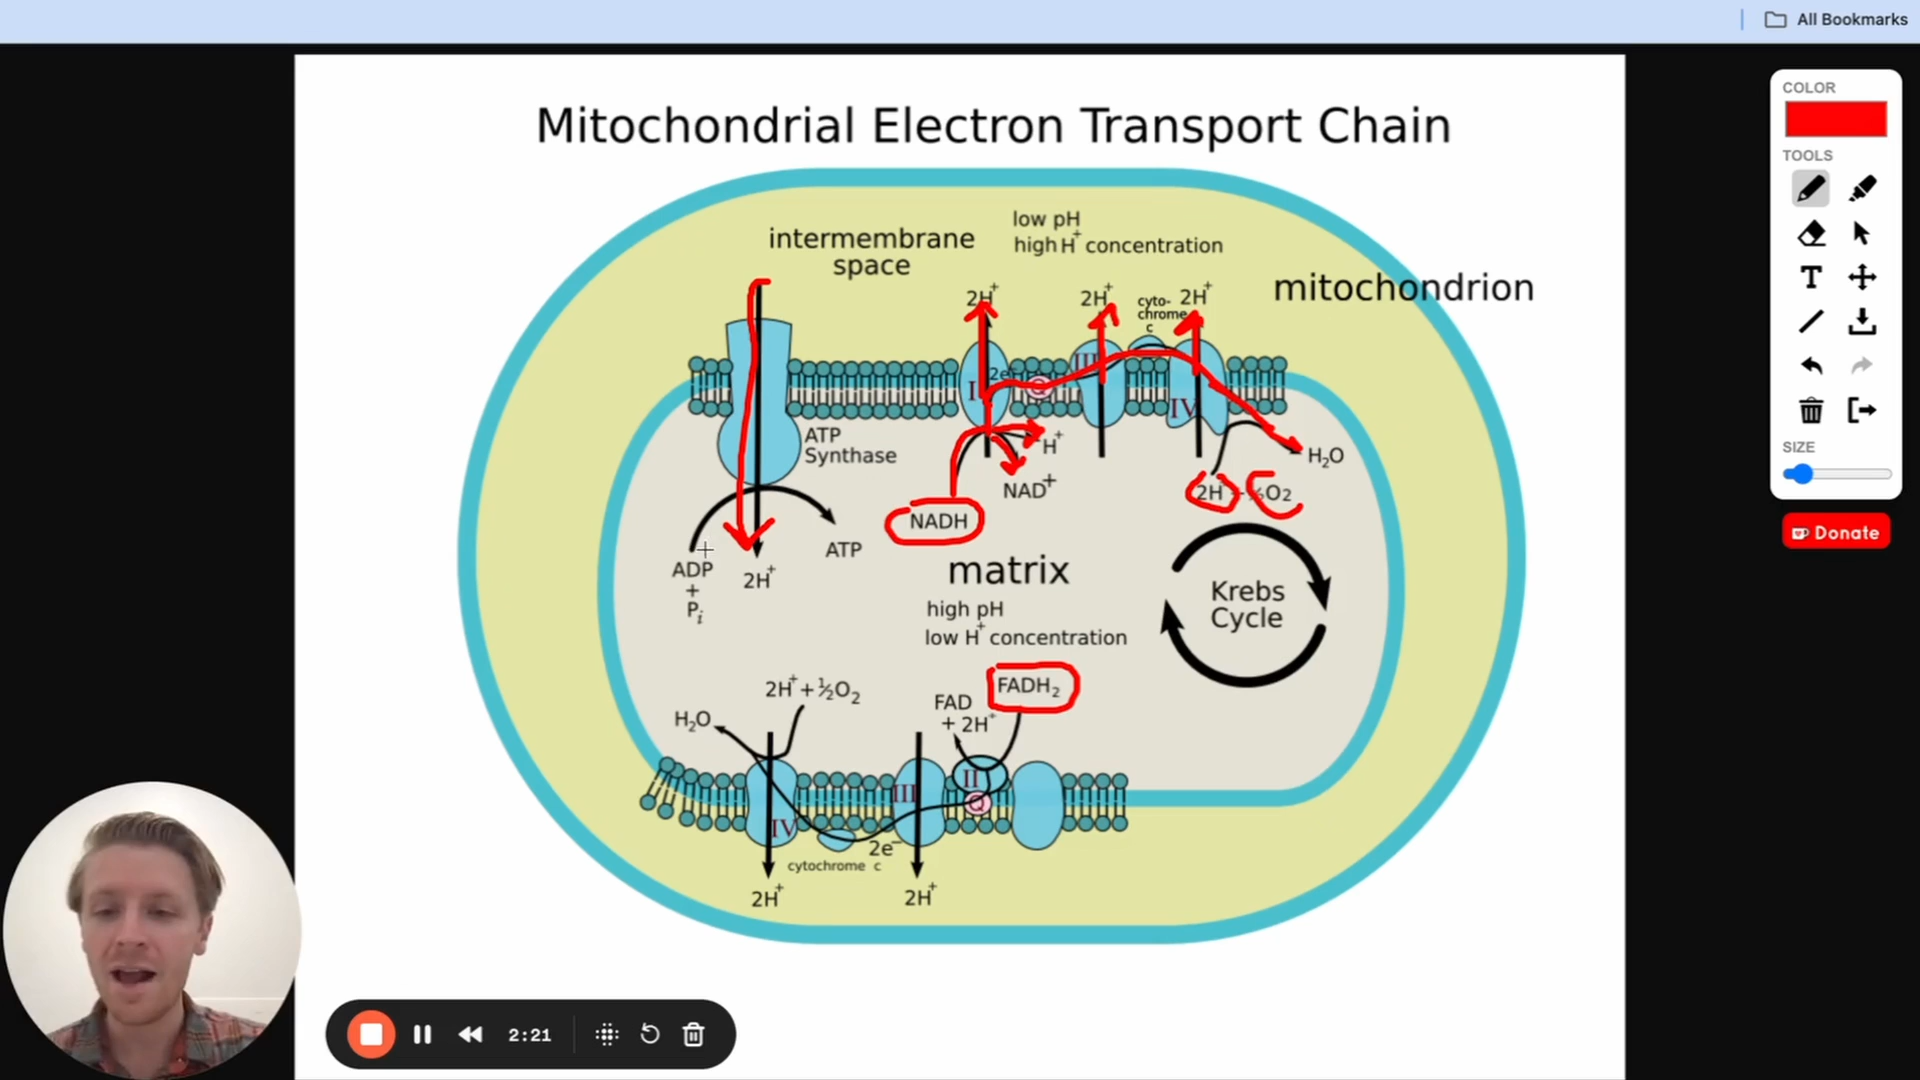 All Bookmarks
Mitochondrial Electron Transport Chain
COLOR
TOOLS
T
SIZE
Donate
low pH
high H+ concentration
intermembrane
space
mitochondrion
2H+
2H+
cyto-
chrome
c
2H+
I
2e-
Q
III
IV
ATP
Synthase
H+
H₂O
NAD+
2H+ + ½O2
NADH
ATP
ADP
+
Pi
2H+
matrix
high pH
low H+ concentration
Krebs
Cycle
2H+ + ½O₂
H₂O
FAD
+ 2H+
FADH₂
IV
III
II
Q
2e-
cytochrome c
2H+
2H+
2:21